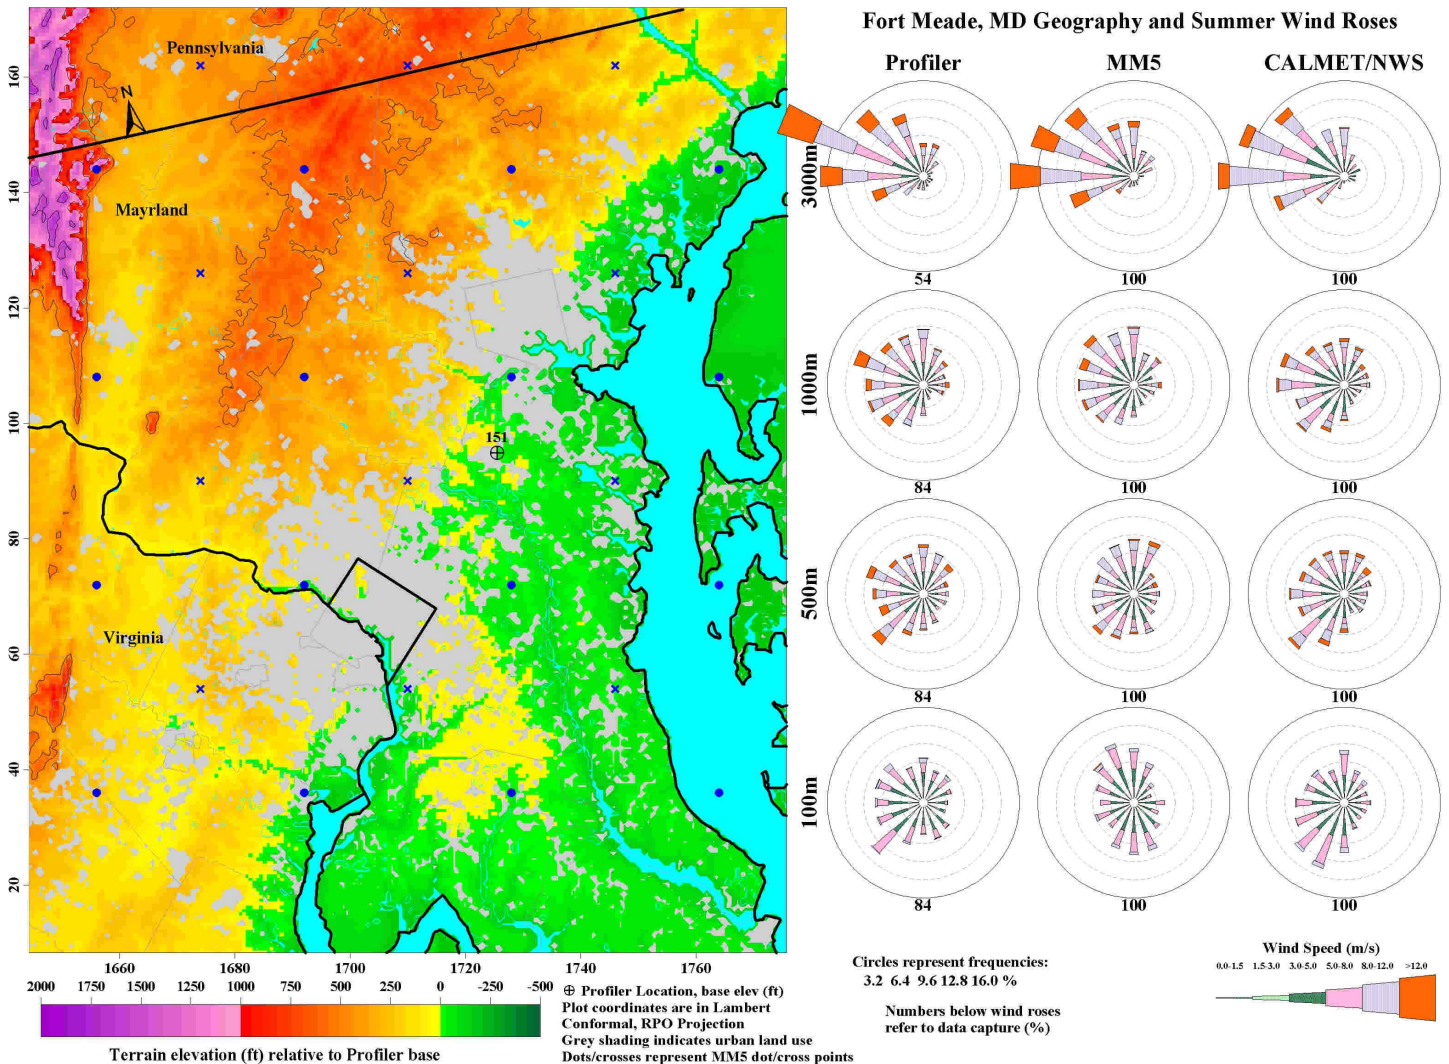 Fort Meade, MD Geography and Summer Wind Roses
Pennsylvania
N
Mayrland
151
Virginia
160
140
120
100
80
60
40
20
1660
1680
1700
1720
1740
1760
2000 1750 1500 1250 1000 750 500 250 0 -250 -500
Terrain elevation (ft) relative to Profiler base
⊕ Profiler Location, base elev (ft)
Plot coordinates are in Lambert
Conformal, RPO Projection
Grey shading indicates urban land use
Dots/crosses represent MM5 dot/cross points
Profiler MM5 CALMET/NWS
3000m
54 100 100
1000m
84 100 100
500m
84 100 100
100m
84 100 100
Circles represent frequencies:
3.2 6.4 9.6 12.8 16.0 %
Numbers below wind roses
refer to data capture (%)
Wind Speed (m/s)
0.0-1.5 1.5-3.0 3.0-5.0 5.0-8.0 8.0-12.0 >12.0